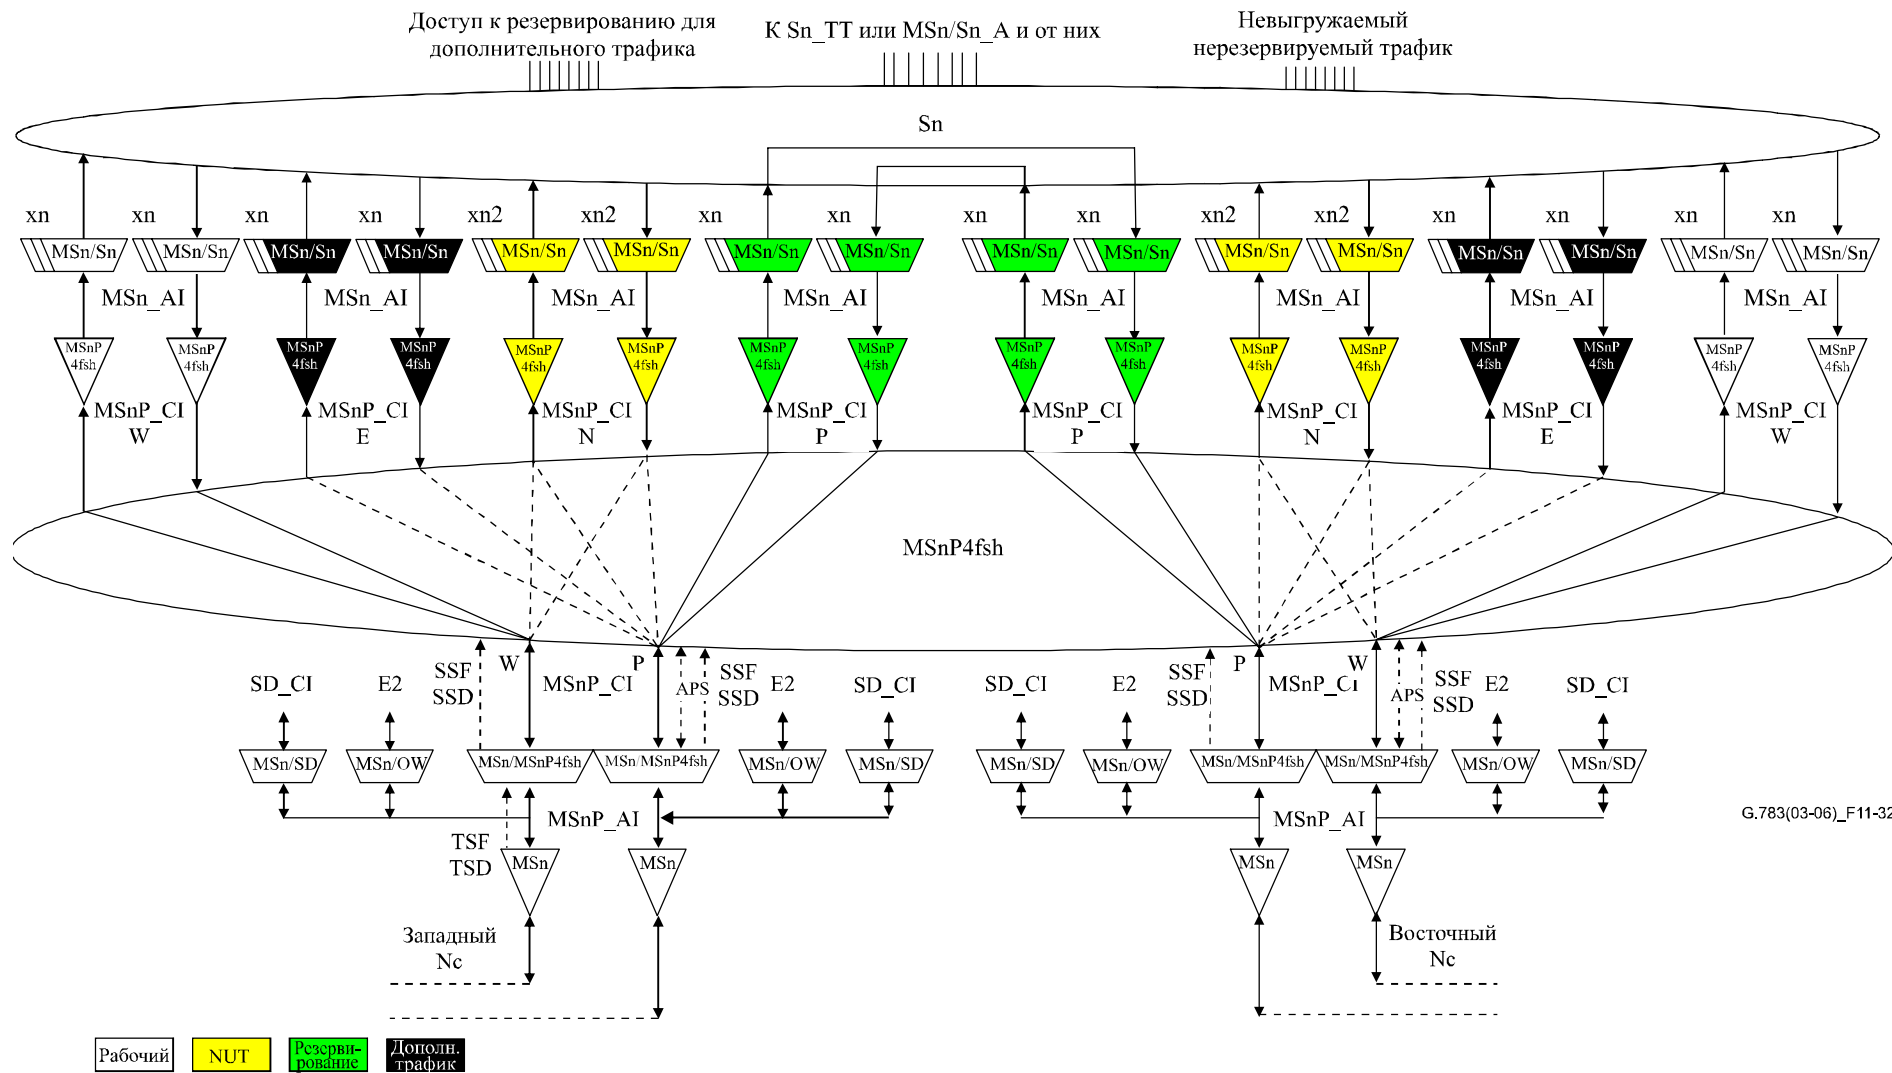 Доступ к резервированию для
дополнительного трафика
К Sn_TT или MSn/Sn_A и от них
Невыгружаемый
нерезервируемый трафик
Sn
xn xn xn xn xn2 xn2 xn xn xn xn xn2 xn2 xn xn xn xn
MSn/Sn MSn/Sn MSn/Sn MSn/Sn MSn/Sn MSn/Sn MSn/Sn MSn/Sn MSn/Sn MSn/Sn MSn/Sn MSn/Sn MSn/Sn MSn/Sn MSn/Sn MSn/Sn
MSn_AI MSn_AI MSn_AI MSn_AI MSn_AI MSn_AI MSn_AI MSn_AI
MSnP MSnP MSnP MSnP MSnP MSnP MSnP MSnP MSnP MSnP MSnP MSnP MSnP MSnP MSnP MSnP
4fsh 4fsh 4fsh 4fsh 4fsh 4fsh 4fsh 4fsh 4fsh 4fsh 4fsh 4fsh 4fsh 4fsh 4fsh 4fsh
MSnP_CI MSnP_CI MSnP_CI MSnP_CI MSnP_CI MSnP_CI MSnP_CI MSnP_CI
W E N P P N E W
MSnP4fsh
W P P W
SSF SSF SSF SSF
SSD SSD SSD SSD
SD_CI E2 MSnP_CI APS E2 SD_CI SD_CI E2 MSnP_CI APS E2 SD_CI
MSn/SD MSn/OW MSn/MSnP4fsh MSn/MSnP4fsh MSn/OW MSn/SD MSn/SD MSn/OW MSn/MSnP4fsh MSn/MSnP4fsh MSn/OW MSn/SD
MSnP_AI MSnP_AI
G.783(03-06)_F11-32
TSF
TSD
MSn MSn MSn MSn
Западный
Nc
Восточный
Nc
Рабочий
NUT
Резерви-
рование
Дополн.
трафик